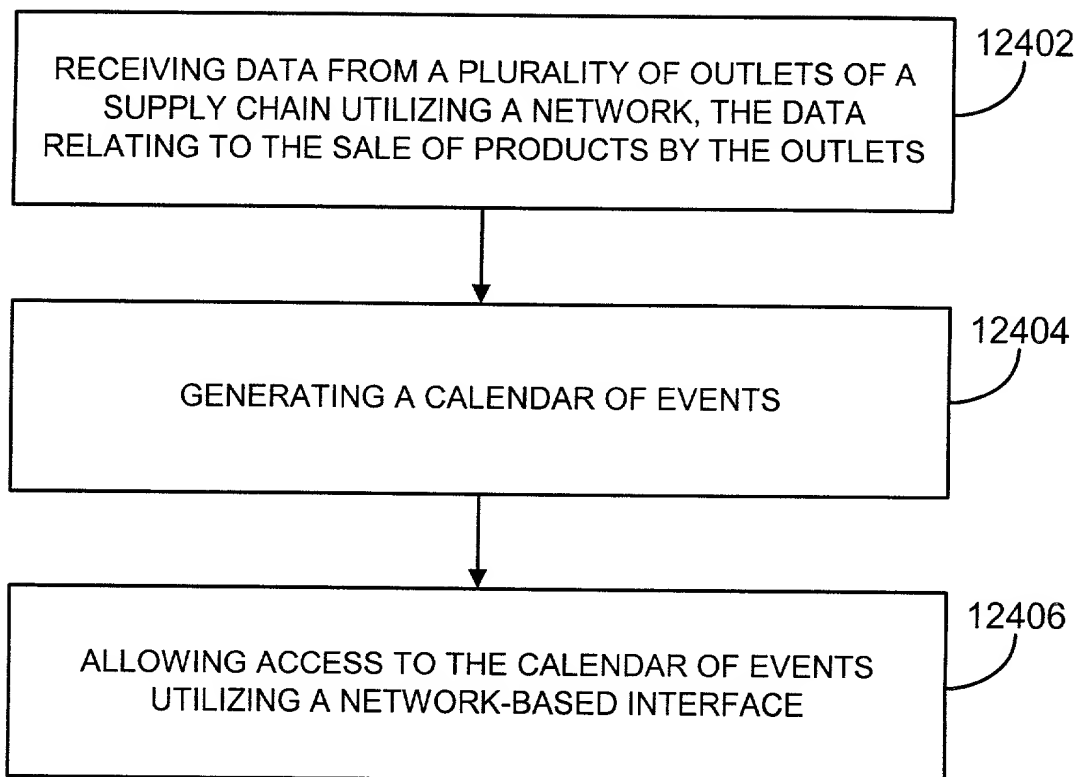 12402
RECEIVING DATA FROM A PLURALITY OF OUTLETS OF A
SUPPLY CHAIN UTILIZING A NETWORK, THE DATA
RELATING TO THE SALE OF PRODUCTS BY THE OUTLETS
12404
GENERATING A CALENDAR OF EVENTS
12406
ALLOWING ACCESS TO THE CALENDAR OF EVENTS
UTILIZING A NETWORK-BASED INTERFACE